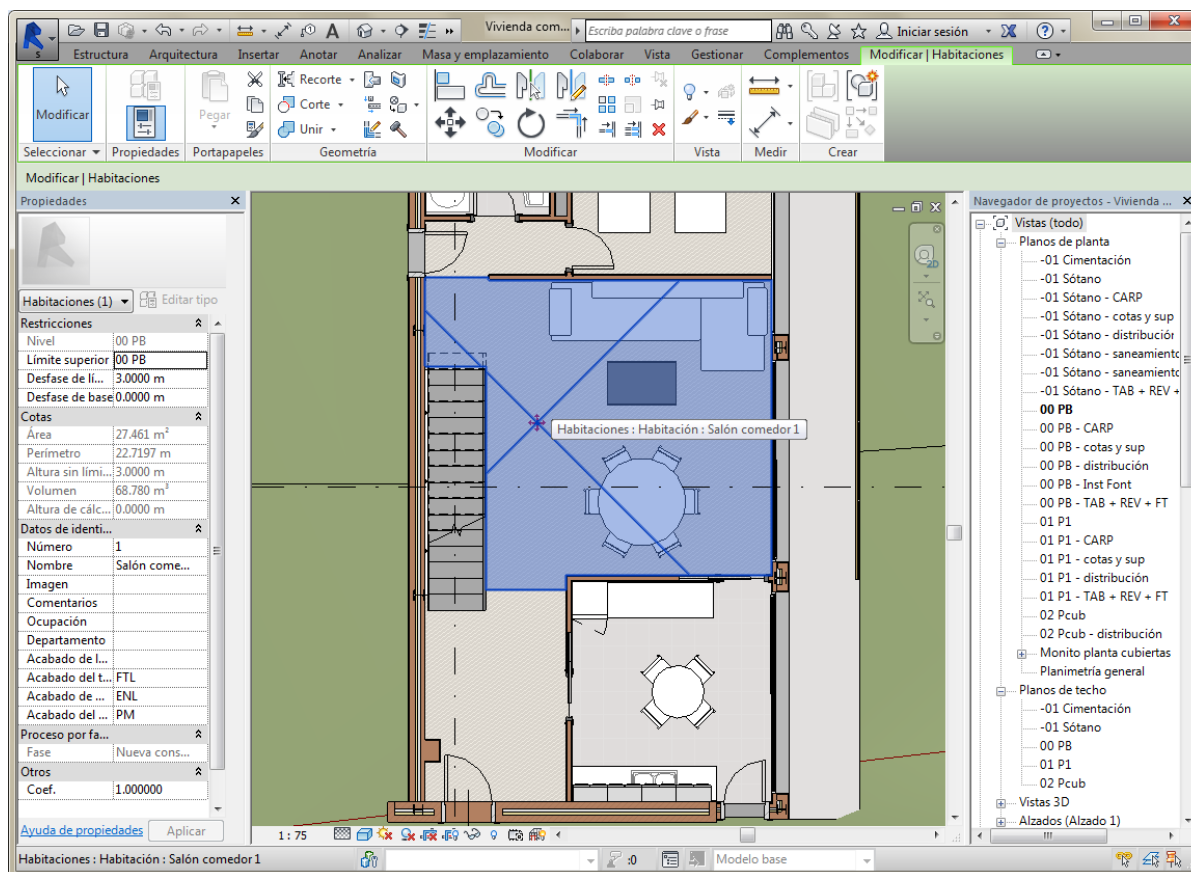 Vivienda com...
Escriba palabra clave o frase
Iniciar sesión
S
Estructura Arquitectura Insertar Anotar Analizar Masa y emplazamiento Colaborar Vista Gestionar Complementos Modificar | Habitaciones
Modificar
Pegar
Recorte
Corte
Unir
Seleccionar Propiedades Portapapeles Geometría Modificar Vista Medir Crear
Modificar | Habitaciones
Propiedades
Habitaciones (1) Editar tipo
Restricciones
Nivel 00 PB
Límite superior 00 PB
Desfase de lí... 3.0000 m
Desfase de base 0.0000 m
Cotas
Área 27.461 m²
Perímetro 22.7197 m
Altura sin lími... 3.0000 m
Volumen 68.780 m³
Altura de cálc... 0.0000 m
Datos de identi...
Número 1
Nombre Salón come...
Imagen
Comentarios
Ocupación
Departamento
Acabado de l...
Acabado del t... FTL
Acabado de ... ENL
Acabado del ... PM
Proceso por fa...
Fase Nueva cons...
Otros
Coef. 1.000000
Ayuda de propiedades Aplicar
2D
Habitaciones : Habitación : Salón comedor 1
1 : 75
Navegador de proyectos - Vivienda ...
Vistas (todo)
Planos de planta
-01 Cimentación
-01 Sótano
-01 Sótano - CARP
-01 Sótano - cotas y sup
-01 Sótano - distribución
-01 Sótano - saneamiento
-01 Sótano - saneamiento
-01 Sótano - TAB + REV +
00 PB
00 PB - CARP
00 PB - cotas y sup
00 PB - distribución
00 PB - Inst Font
00 PB - TAB + REV + FT
01 P1
01 P1 - CARP
01 P1 - cotas y sup
01 P1 - distribución
01 P1 - TAB + REV + FT
02 Pcub
02 Pcub - distribución
Monito planta cubiertas
Planimetría general
Planos de techo
-01 Cimentación
-01 Sótano
00 PB
01 P1
02 Pcub
Vistas 3D
Alzados (Alzado 1)
Habitaciones : Habitación : Salón comedor 1
:0
Modelo base